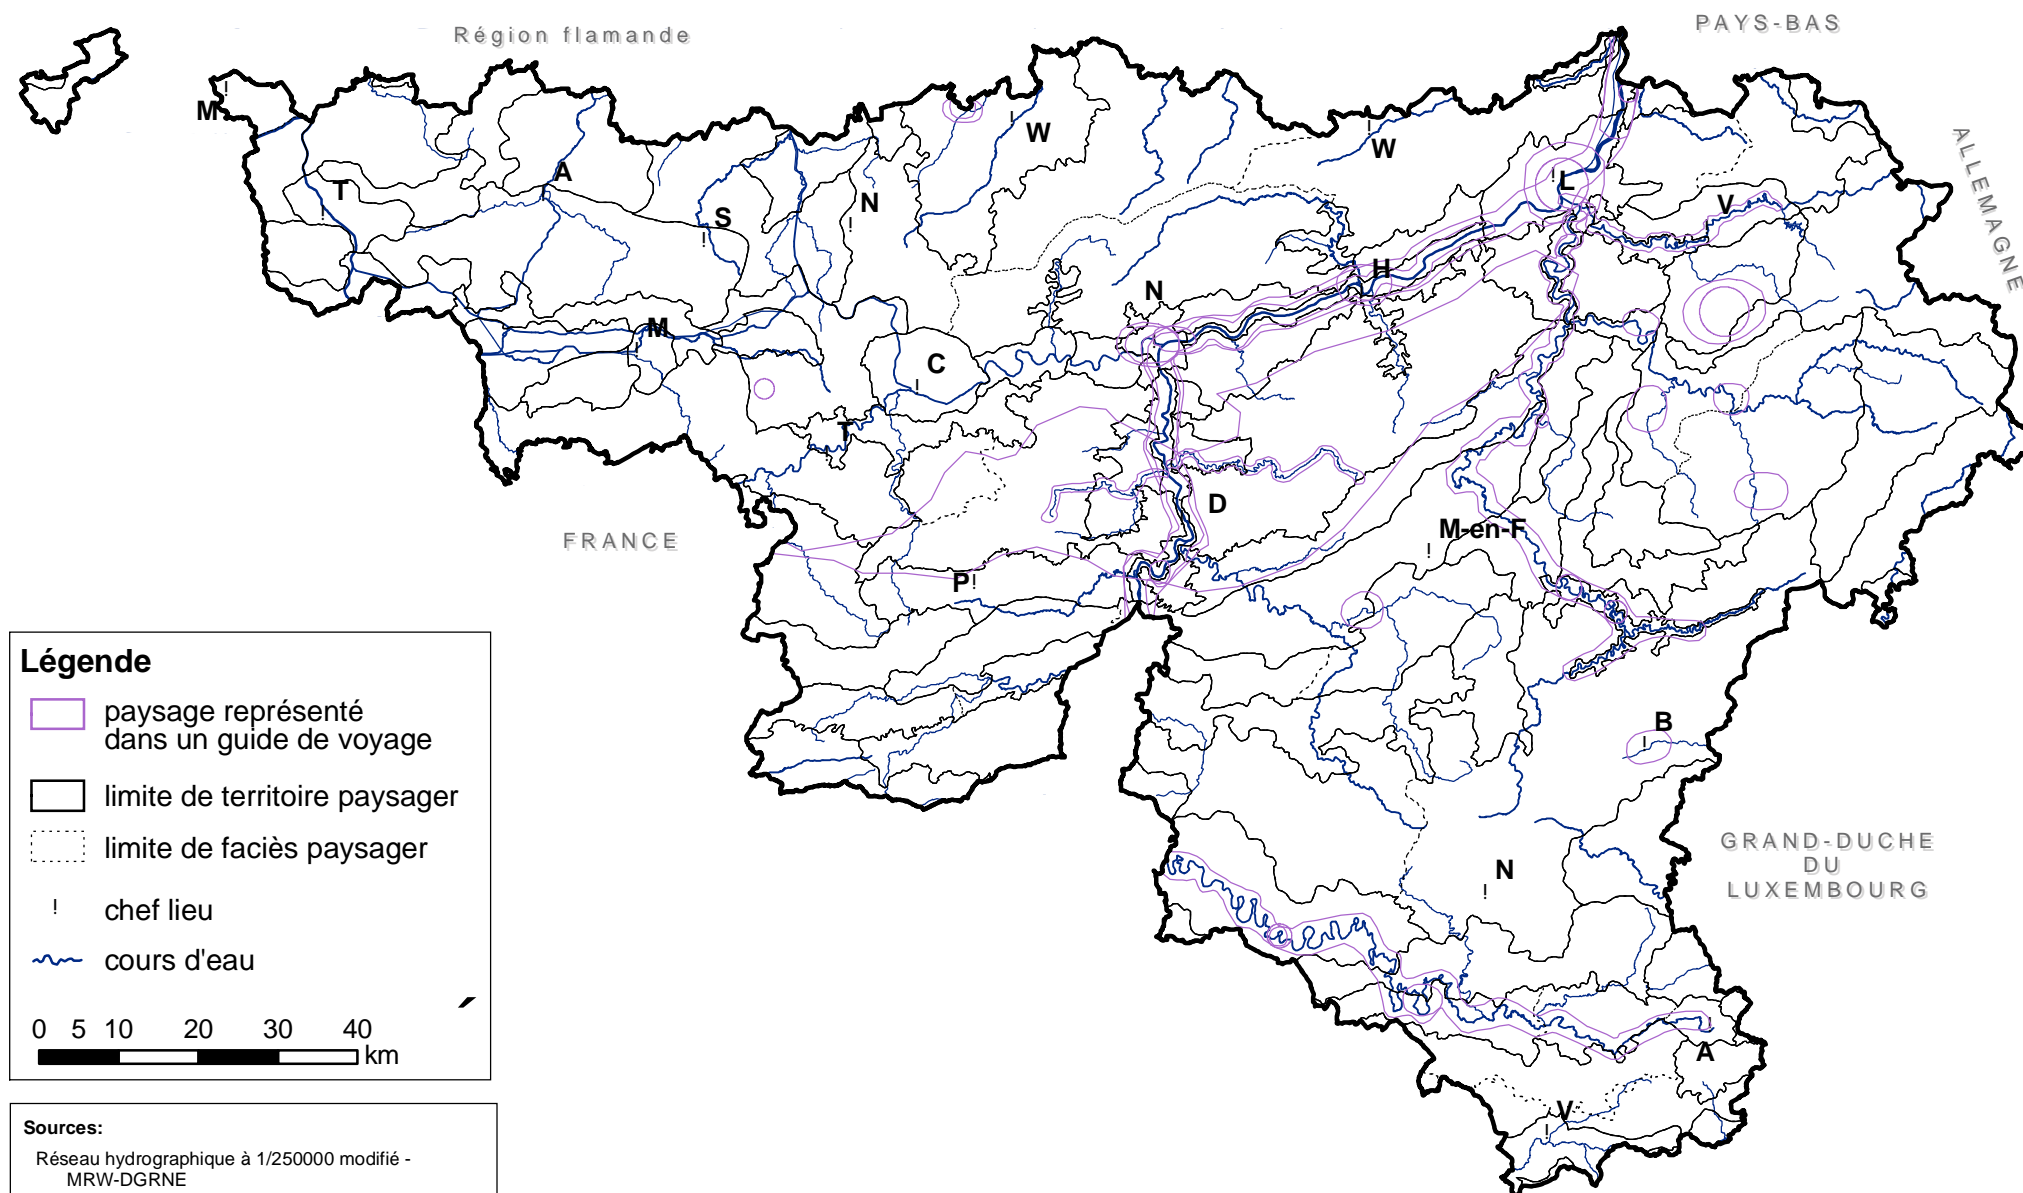 Région flamande
PAYS-BAS
ALLEMAGNE
FRANCE
GRAND-DUCHE
DU
LUXEMBOURG
M
T
A
S
N
W
W
L
V
H
N
M
C
T
D
M-en-F
P
B
N
A
V
Légende
paysage représenté
dans un guide de voyage
limite de territoire paysager
limite de faciès paysager
! chef lieu
cours d'eau
0 5 10 20 30 40
km
Sources:
Réseau hydrographique à 1/250000 modifié -
MRW-DGRNE